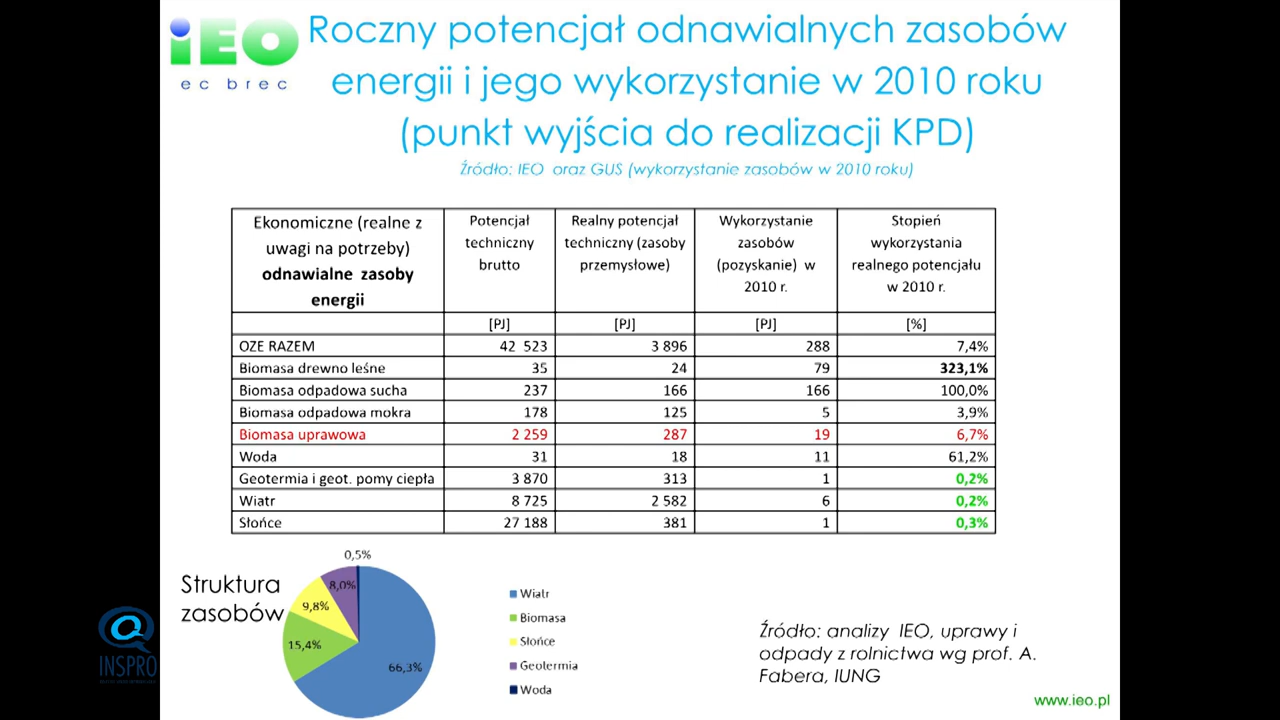 iEO
ec brec
Roczny potencjał odnawialnych zasobów
energii i jego wykorzystanie w 2010 roku
(punkt wyjścia do realizacji KPD)
Źródło: IEO oraz GUS (wykorzystanie zasobów w 2010 roku)
Ekonomiczne (realne z
uwagi na potrzeby)
odnawialne zasoby
energii
Potencjał
techniczny
brutto
Realny potencjał
techniczny (zasoby
przemysłowe)
Wykorzystanie
zasobów
(pozyskanie) w
2010 r.
Stopień
wykorzystania
realnego potencjału
w 2010 r.
[PJ] [PJ] [PJ] [%]
OZE RAZEM 42 523 3 896 288 7,4%
Biomasa drewno leśne 35 24 79 323,1%
Biomasa odpadowa sucha 237 166 166 100,0%
Biomasa odpadowa mokra 178 125 5 3,9%
Biomasa uprawowa 2 259 287 19 6,7%
Woda 31 18 11 61,2%
Geotermia i geot. pomy ciepła 3 870 313 1 0,2%
Wiatr 8 725 2 582 6 0,2%
Słońce 27 188 381 1 0,3%
Struktura
zasobów
0,5%
8,0%
9,8%
15,4%
66,3%
Wiatr
Biomasa
Słońce
Geotermia
Woda
Źródło: analizy IEO, uprawy i
odpady z rolnictwa wg prof. A.
Fabera, IUNG
www.ieo.pl
INSPRO